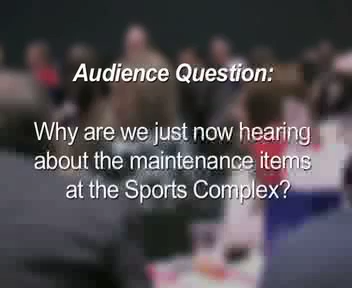 Audience Question:
Why are we just now hearing
about the maintenance items
at the Sports Complex?